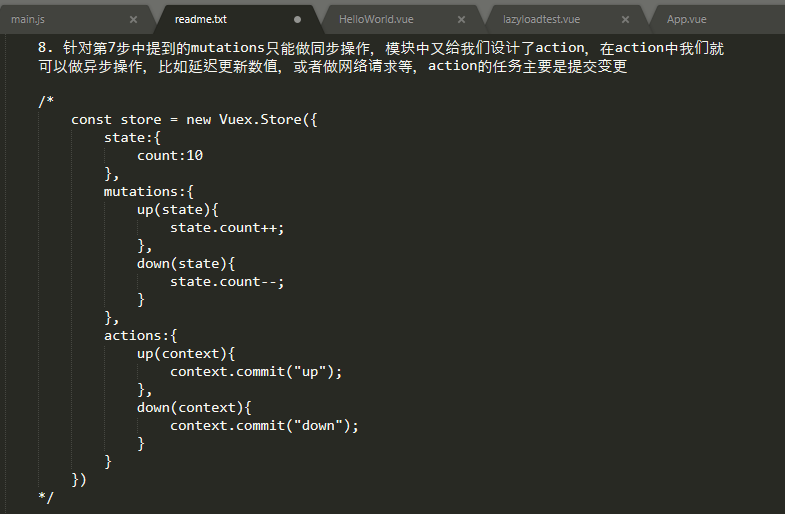 main.js × readme.txt ● HelloWorld.vue × lazyloadtest.vue × App.vue
8. 针对第7步中提到的mutations只能做同步操作，模块中又给我们设计了action，在action中我们就
可以做异步操作，比如延迟更新数值，或者做网络请求等，action的任务主要是提交变更
/*
const store = new Vuex.Store({
state:{
count:10
},
mutations:{
up(state){
state.count++;
},
down(state){
state.count--;
}
},
actions:{
up(context){
context.commit("up");
},
down(context){
context.commit("down");
}
}
})
*/